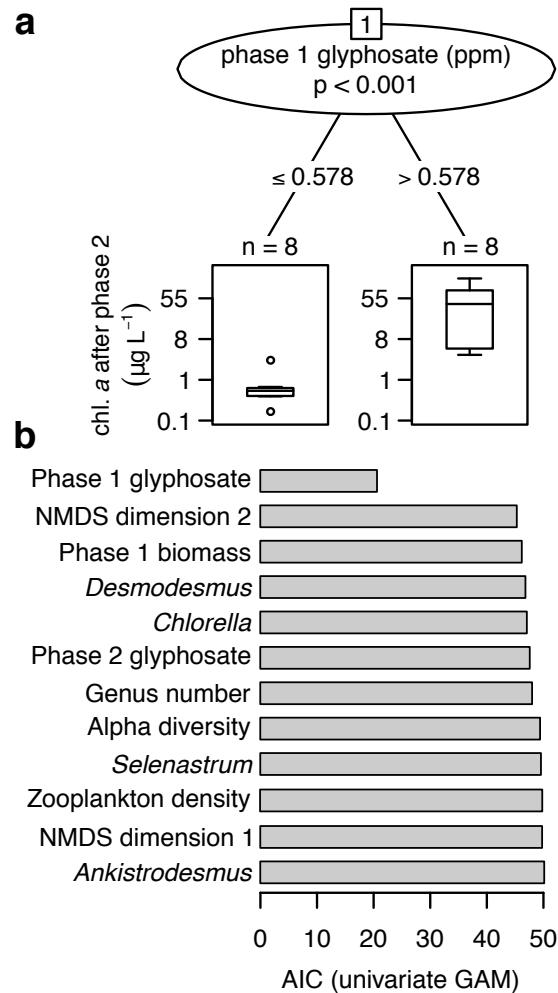 a
1
phase 1 glyphosate (ppm)
p < 0.001
≤ 0.578
> 0.578
n = 8
n = 8
chl. a after phase 2
(µg L⁻¹)
55
8
1
0.1
55
8
1
0.1
b
Phase 1 glyphosate
NMDS dimension 2
Phase 1 biomass
Desmodesmus
Chlorella
Phase 2 glyphosate
Genus number
Alpha diversity
Selenastrum
Zooplankton density
NMDS dimension 1
Ankistrodesmus
0 10 20 30 40 50
AIC (univariate GAM)